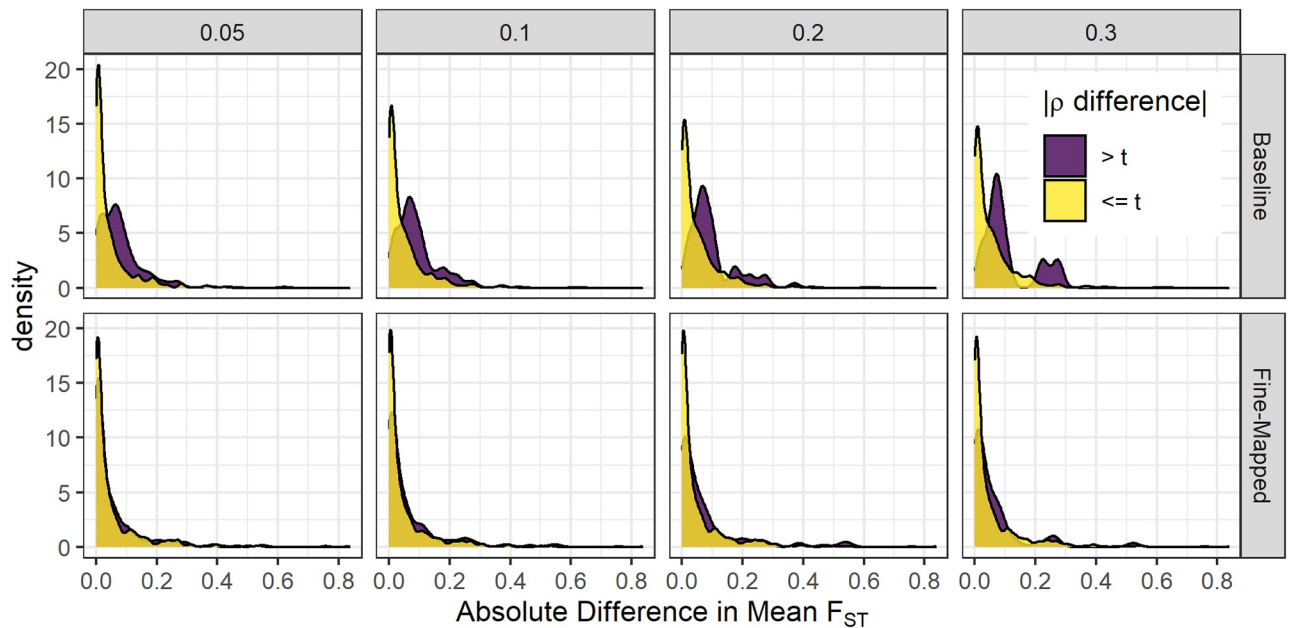 0.05 0.1 0.2 0.3
density
20
15
10
5
0
|ρ difference|
> t
<= t
Baseline
20
15
10
5
0
Fine-Mapped
0.0 0.2 0.4 0.6 0.8 0.0 0.2 0.4 0.6 0.8 0.0 0.2 0.4 0.6 0.8 0.0 0.2 0.4 0.6 0.8
Absolute Difference in Mean FST